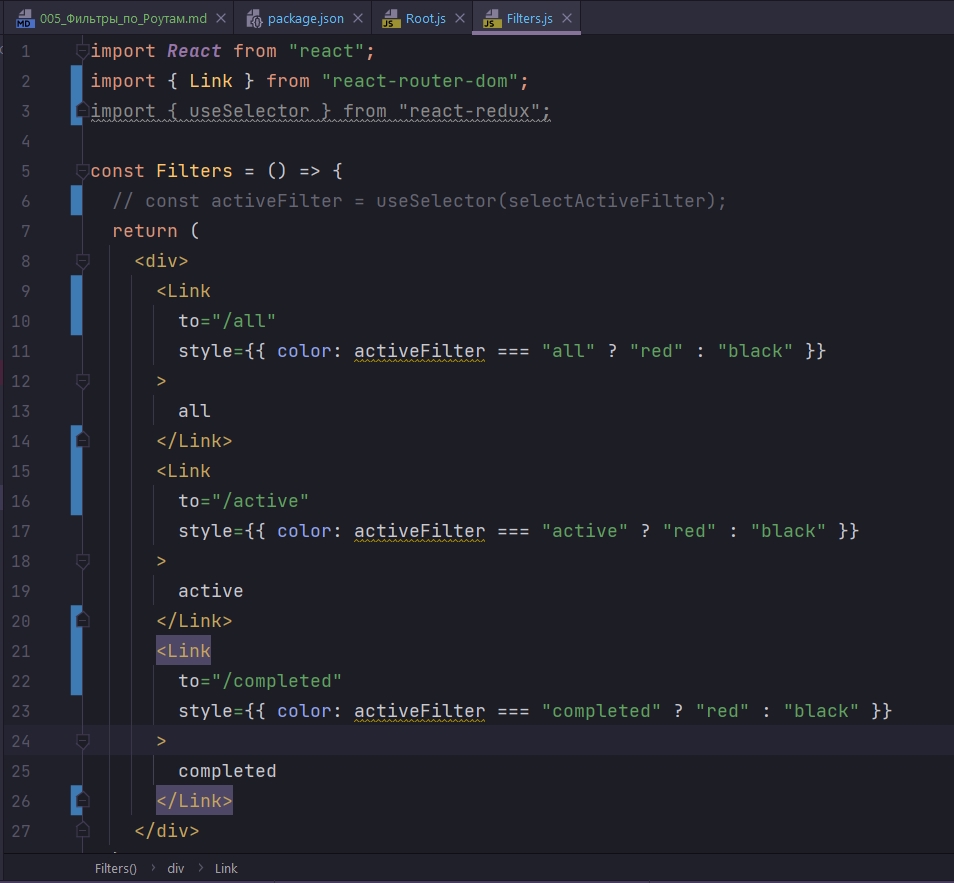 005_Фильтры_по_Роутам.md package.json Root.js Filters.js
1 import React from "react";
2 import { Link } from "react-router-dom";
3 import { useSelector } from "react-redux";
4
5 const Filters = () => {
6 // const activeFilter = useSelector(selectActiveFilter);
7 return (
8 <div>
9 <Link
10 to="/all"
11 style={{ color: activeFilter === "all" ? "red" : "black" }}
12 >
13 all
14 </Link>
15 <Link
16 to="/active"
17 style={{ color: activeFilter === "active" ? "red" : "black" }}
18 >
19 active
20 </Link>
21 <Link
22 to="/completed"
23 style={{ color: activeFilter === "completed" ? "red" : "black" }}
24 >
25 completed
26 </Link>
27 </div>
Filters() > div > Link